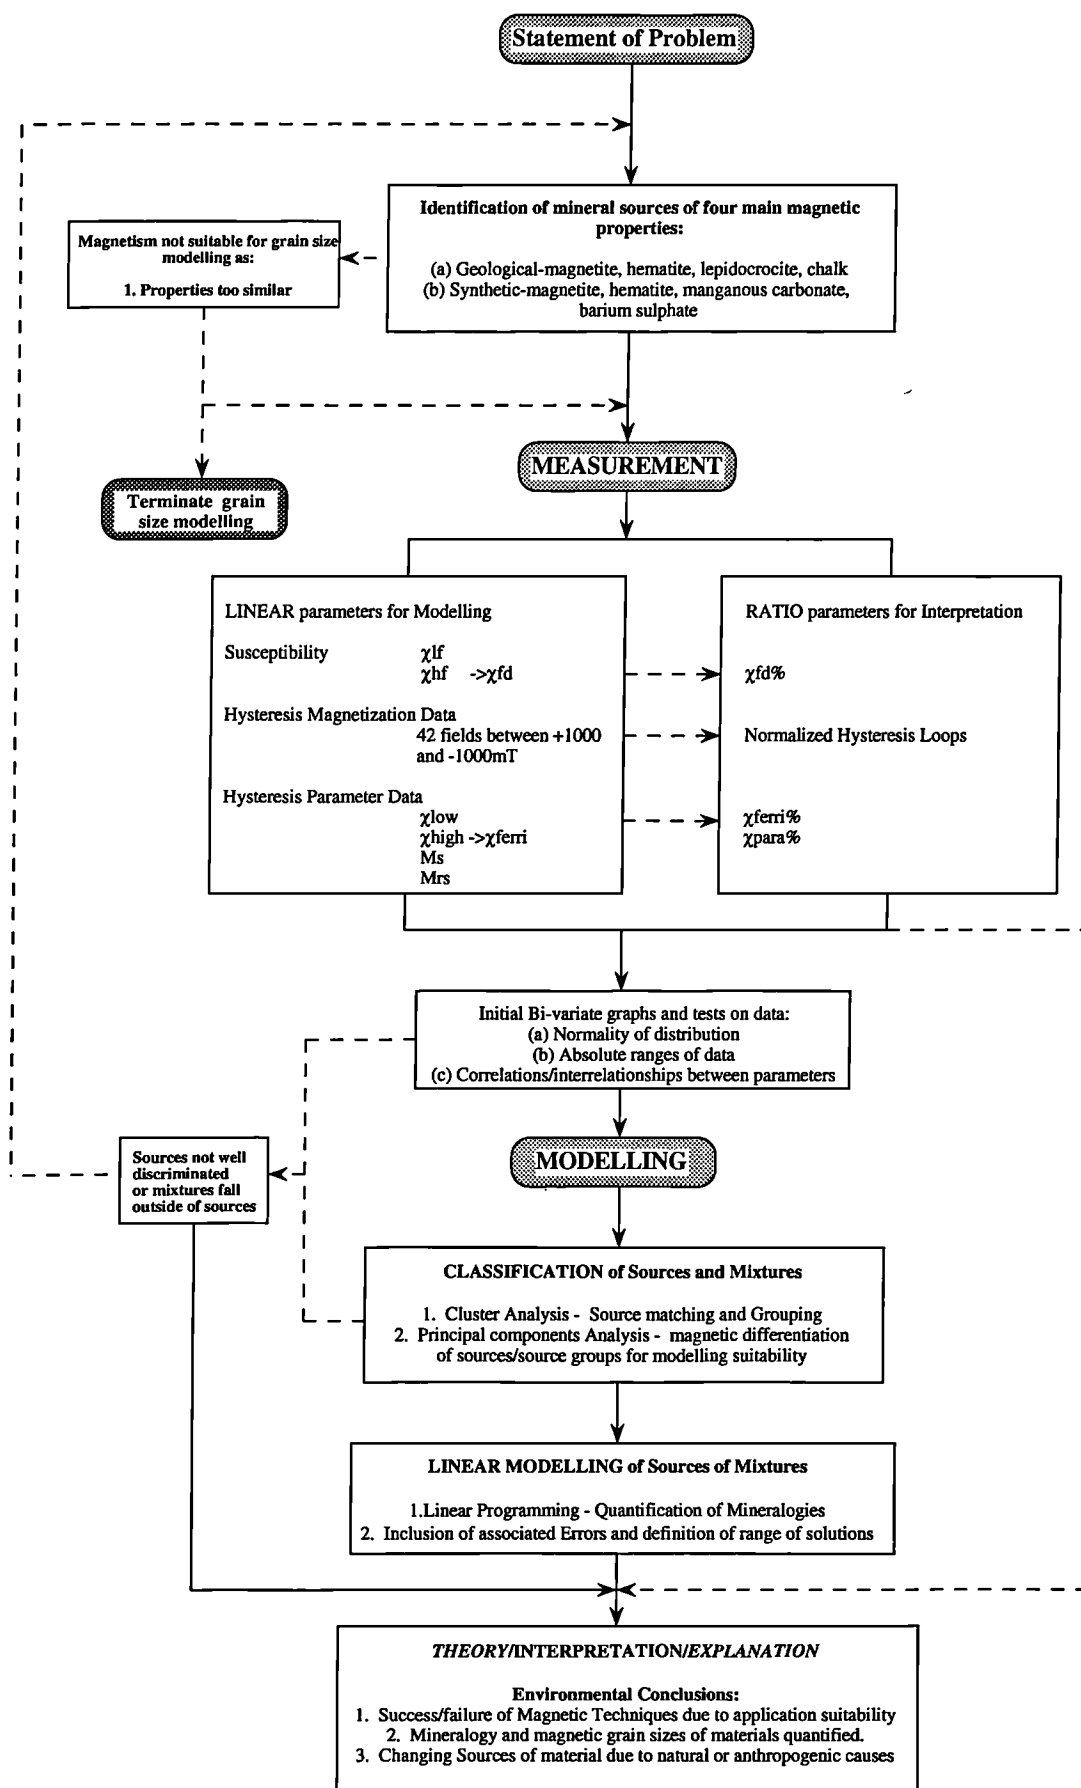 Statement of Problem
Identification of mineral sources of four main magnetic
properties:
(a) Geological-magnetite, hematite, lepidocrocite, chalk
(b) Synthetic-magnetite, hematite, manganous carbonate,
barium sulphate
Magnetism not suitable for grain size
modelling as:
1. Properties too similar
MEASUREMENT
Terminate grain
size modelling
LINEAR parameters for Modelling
Susceptibility χlf
χhf ->χfd
Hysteresis Magnetization Data
42 fields between +1000
and -1000mT
Hysteresis Parameter Data
χlow
χhigh ->χferri
Ms
Mrs
RATIO parameters for Interpretation
χfd%
Normalized Hysteresis Loops
χferri%
χpara%
Initial Bi-variate graphs and tests on data:
(a) Normality of distribution
(b) Absolute ranges of data
(c) Correlations/interrelationships between parameters
MODELLING
Sources not well
discriminated
or mixtures fall
outside of sources
CLASSIFICATION of Sources and Mixtures
1. Cluster Analysis - Source matching and Grouping
2. Principal components Analysis - magnetic differentiation
of sources/source groups for modelling suitability
LINEAR MODELLING of Sources of Mixtures
1.Linear Programming - Quantification of Mineralogies
2. Inclusion of associated Errors and definition of range of solutions
THEORY/INTERPRETATION/EXPLANATION
Environmental Conclusions:
1. Success/failure of Magnetic Techniques due to application suitability
2. Mineralogy and magnetic grain sizes of materials quantified.
3. Changing Sources of material due to natural or anthropogenic causes